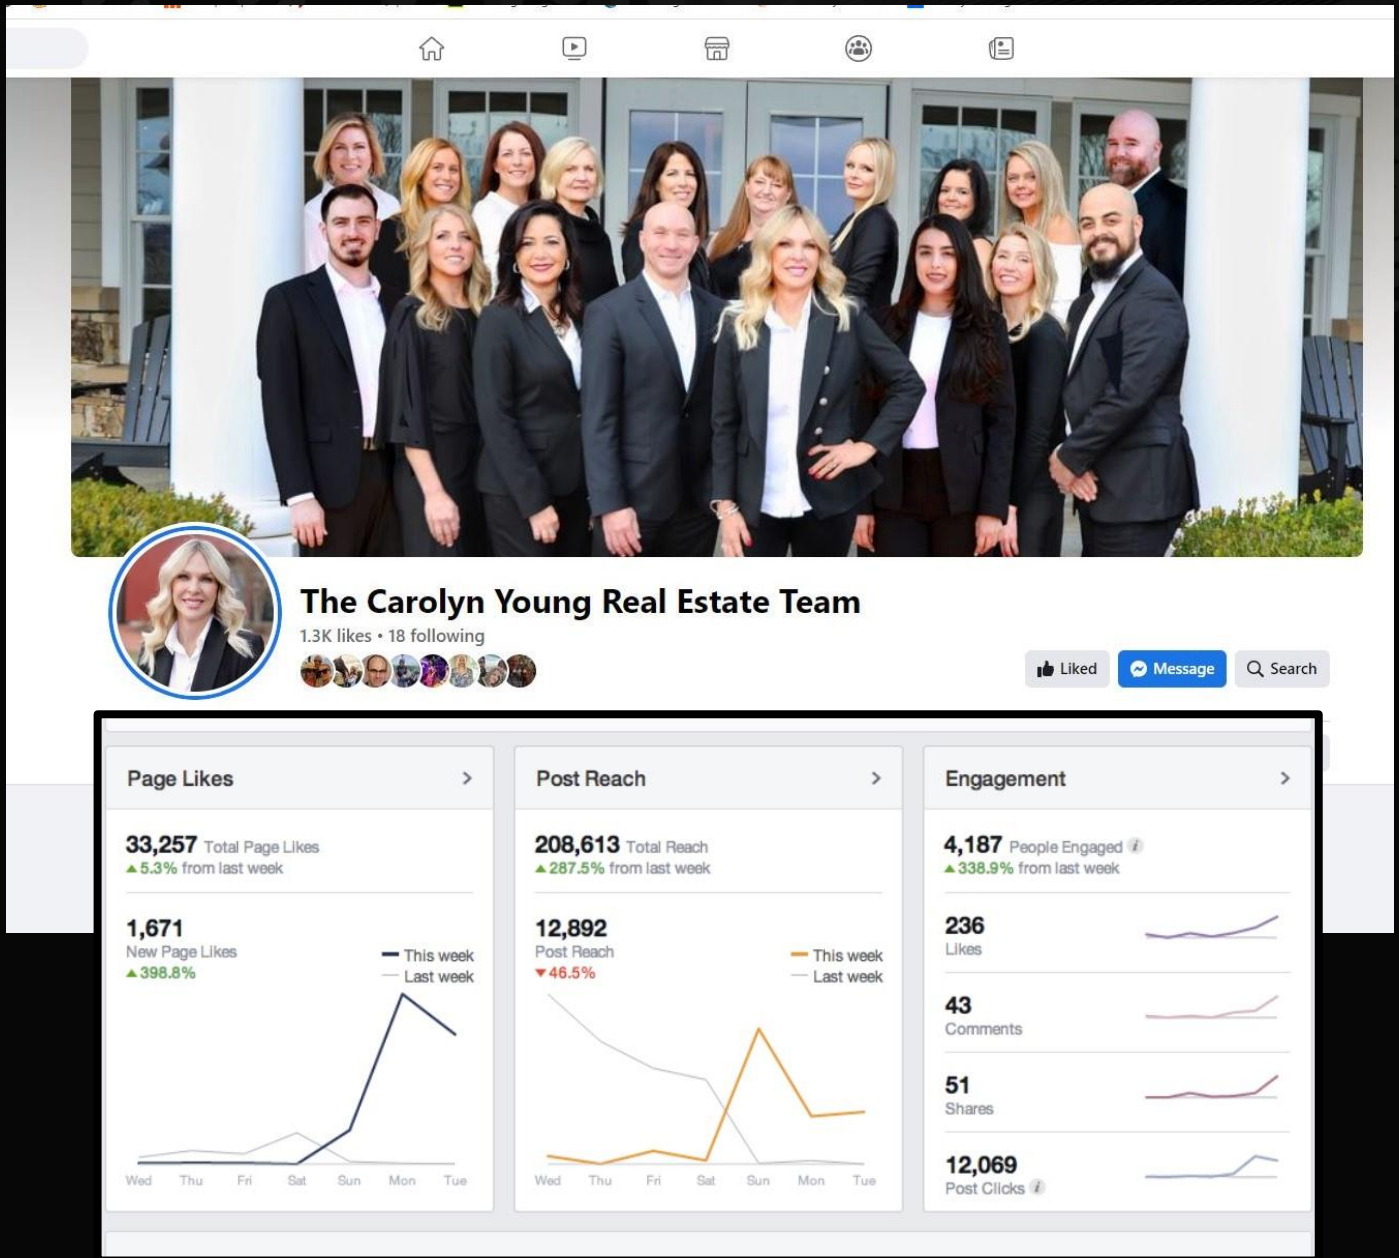 The Carolyn Young Real Estate Team
1.3K likes • 18 following
Liked
Message
Search
Page Likes
33,257 Total Page Likes
5.3% from last week
1,671
New Page Likes
398.8%
This week
Last week
Wed Thu Fri Sat Sun Mon Tue
Post Reach
208,613 Total Reach
287.5% from last week
12,892
Post Reach
46.5%
This week
Last week
Wed Thu Fri Sat Sun Mon Tue
Engagement
4,187 People Engaged i
338.9% from last week
236
Likes
43
Comments
51
Shares
12,069
Post Clicks i